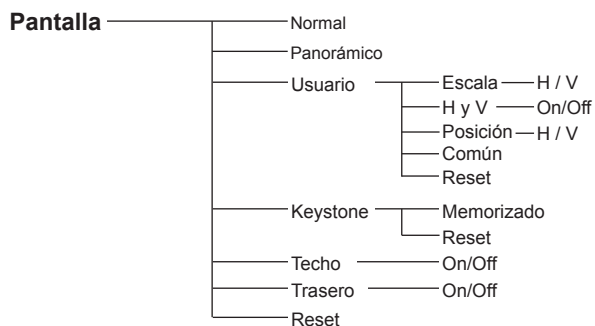 Pantalla Normal
Panorámico
Usuario Escala H / V
H y V On/Off
Posición H / V
Común
Reset
Keystone Memorizado
Reset
Techo On/Off
Trasero On/Off
Reset